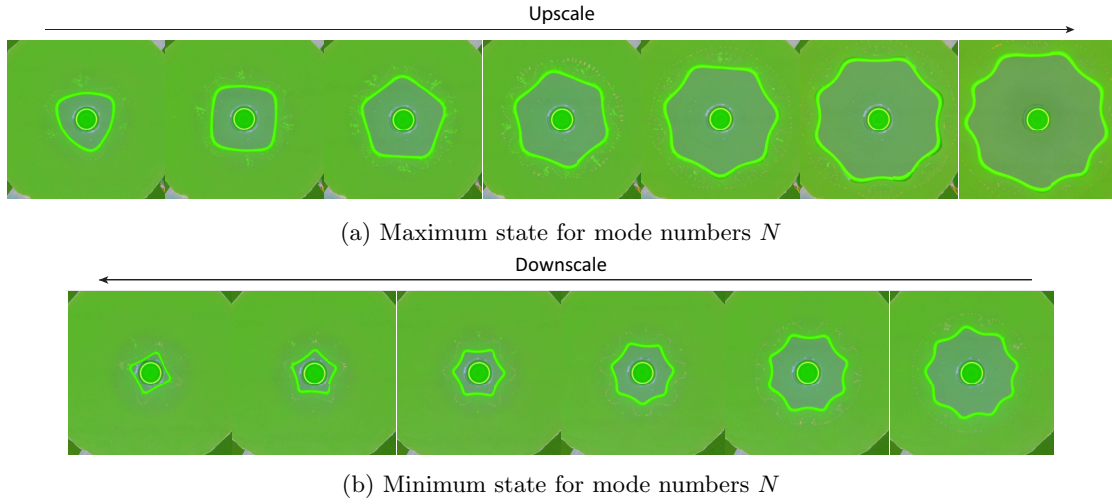 Upscale
(a) Maximum state for mode numbers N
Downscale
(b) Minimum state for mode numbers N